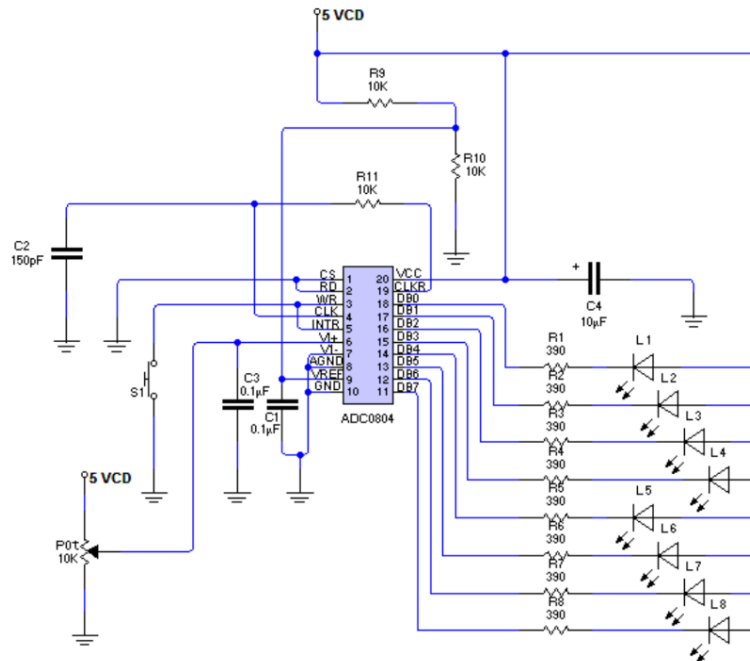 5 VCD
R9
10K
R10
10K
R11
10K
C2
150pF
CS
RD
WR
CLK
INTR
VI+
VI-
AGND
VREF
GND
1
2
3
4
5
6
7
8
9
10
20
19
18
17
16
15
14
13
12
11
VCC
CLKR
DB0
DB1
DB2
DB3
DB4
DB5
DB6
DB7
ADC0804
+
C4
10µF
S1
C3
0.1µF
C1
0.1µF
R1
390
R2
390
R3
390
R4
390
R5
390
R6
390
R7
390
R8
390
L1
L2
L3
L4
L5
L6
L7
L8
5 VCD
P0t
10K